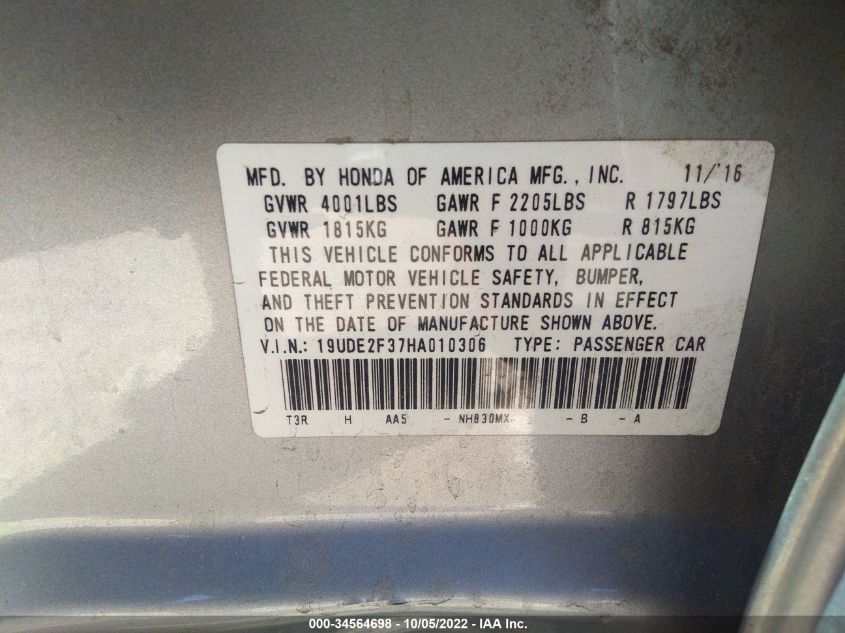 MFD. BY HONDA OF AMERICA MFG., INC. 11/'16
GVWR 4001LBS GAWR F 2205LBS R 1797LBS
GVWR 1815KG GAWR F 1000KG R 815KG
THIS VEHICLE CONFORMS TO ALL APPLICABLE
FEDERAL MOTOR VEHICLE SAFETY, BUMPER,
AND THEFT PREVENTION STANDARDS IN EFFECT
ON THE DATE OF MANUFACTURE SHOWN ABOVE.
V.I.N.: 19UDE2F37HA010306 TYPE: PASSENGER CAR
T3R H AA5 - NH830MX - B - A
000-34564698 - 10/05/2022 - IAA Inc.